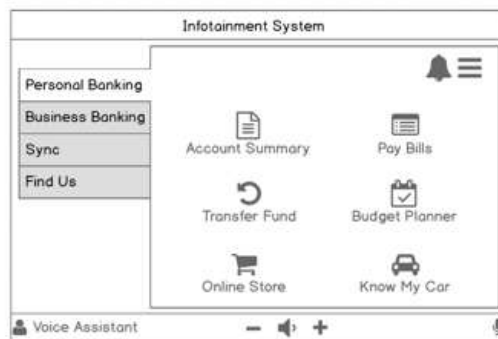 Infotainment System
Personal Banking
Business Banking
Sync
Find Us
Account Summary
Pay Bills
Transfer Fund
Budget Planner
Online Store
Know My Car
Voice Assistant